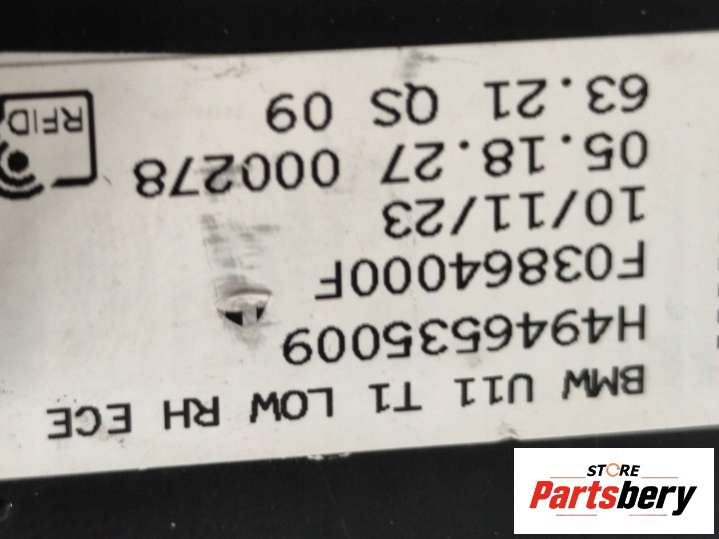 BMW U11 T1 LOW RH ECE
H4946535009
F03864000F
10/11/23
05.18.27 000278
63.21 QS 09
RFID
STORE
Partsbery